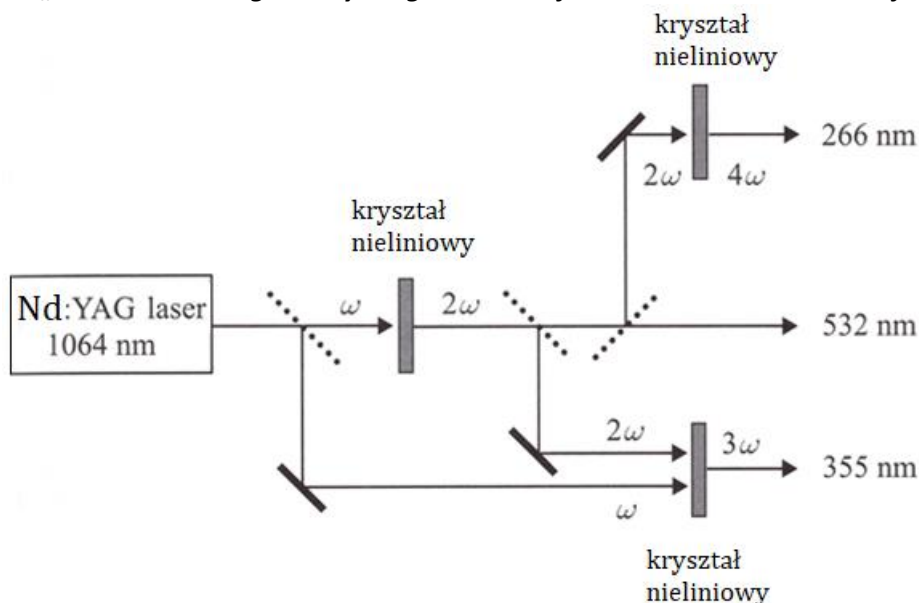 kryształ
nieliniowy
266 nm
2ω
4ω
kryształ
nieliniowy
Nd:YAG laser
1064 nm
ω
2ω
532 nm
2ω
3ω
355 nm
ω
kryształ
nieliniowy